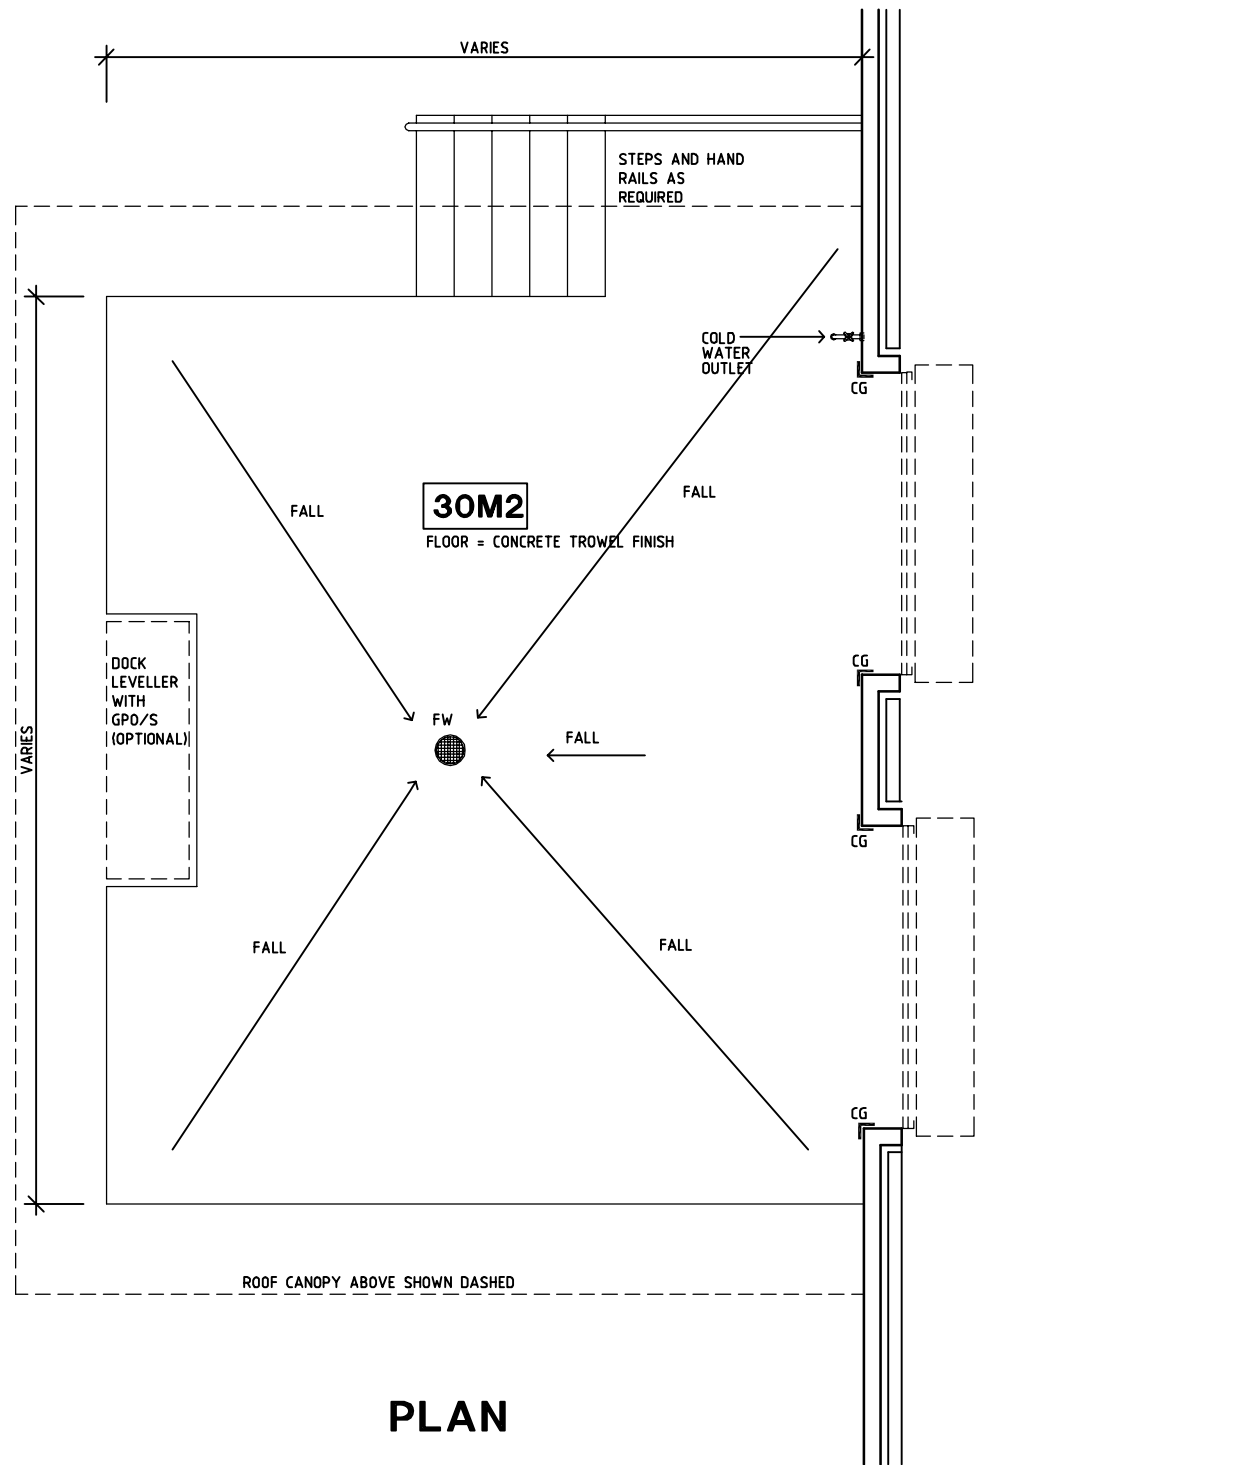 VARIES
STEPS AND HAND
RAILS AS
REQUIRED
COLD
WATER
OUTLET
CG
FALL
FALL
30M2
FLOOR = CONCRETE TROWEL FINISH
CG
DOCK
LEVELLER
WITH
GPO/S
(OPTIONAL)
VARIES
FW
FALL
CG
FALL
FALL
CG
ROOF CANOPY ABOVE SHOWN DASHED
PLAN